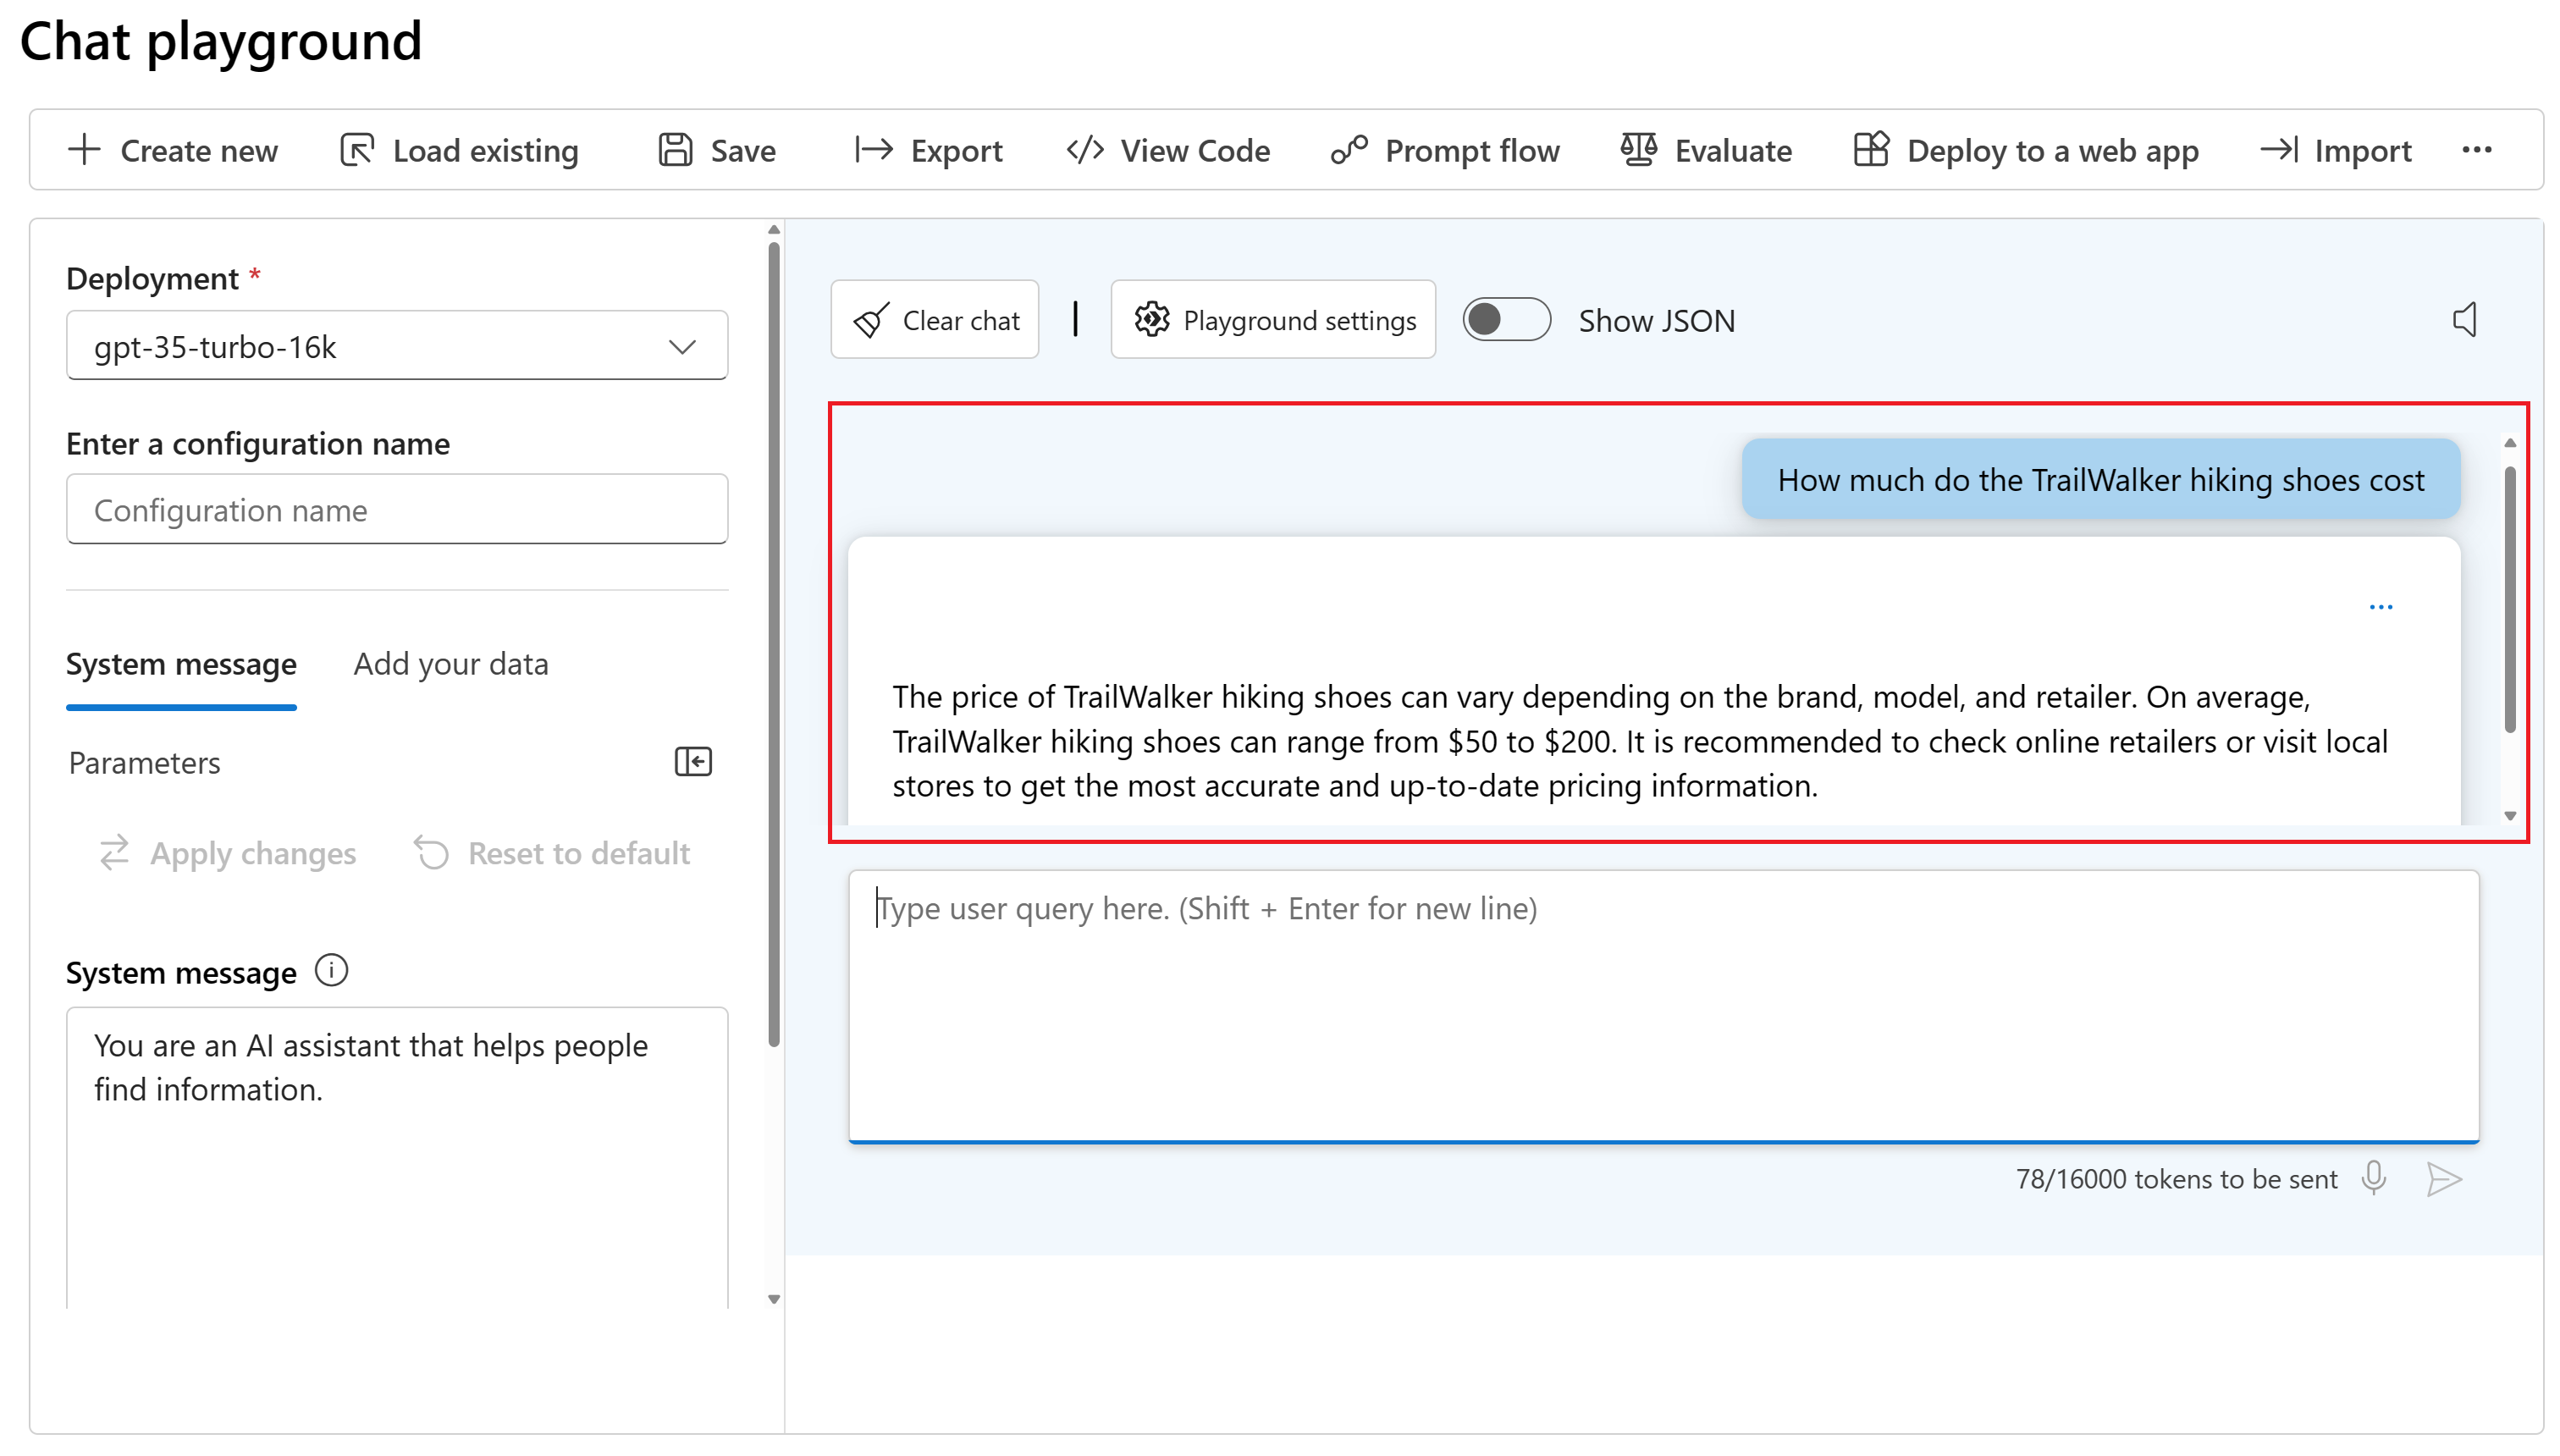 Chat playground
Create new
Load existing
Save
Export
View Code
Prompt flow
Evaluate
Deploy to a web app
Import
Deployment *
gpt-35-turbo-16k
Enter a configuration name
Configuration name
System message
Add your data
Parameters
Apply changes
Reset to default
System message
You are an AI assistant that helps people
find information.
Clear chat
Playground settings
Show JSON
How much do the TrailWalker hiking shoes cost
The price of TrailWalker hiking shoes can vary depending on the brand, model, and retailer. On average,
TrailWalker hiking shoes can range from $50 to $200. It is recommended to check online retailers or visit local
stores to get the most accurate and up-to-date pricing information.
Type user query here. (Shift + Enter for new line)
78/16000 tokens to be sent